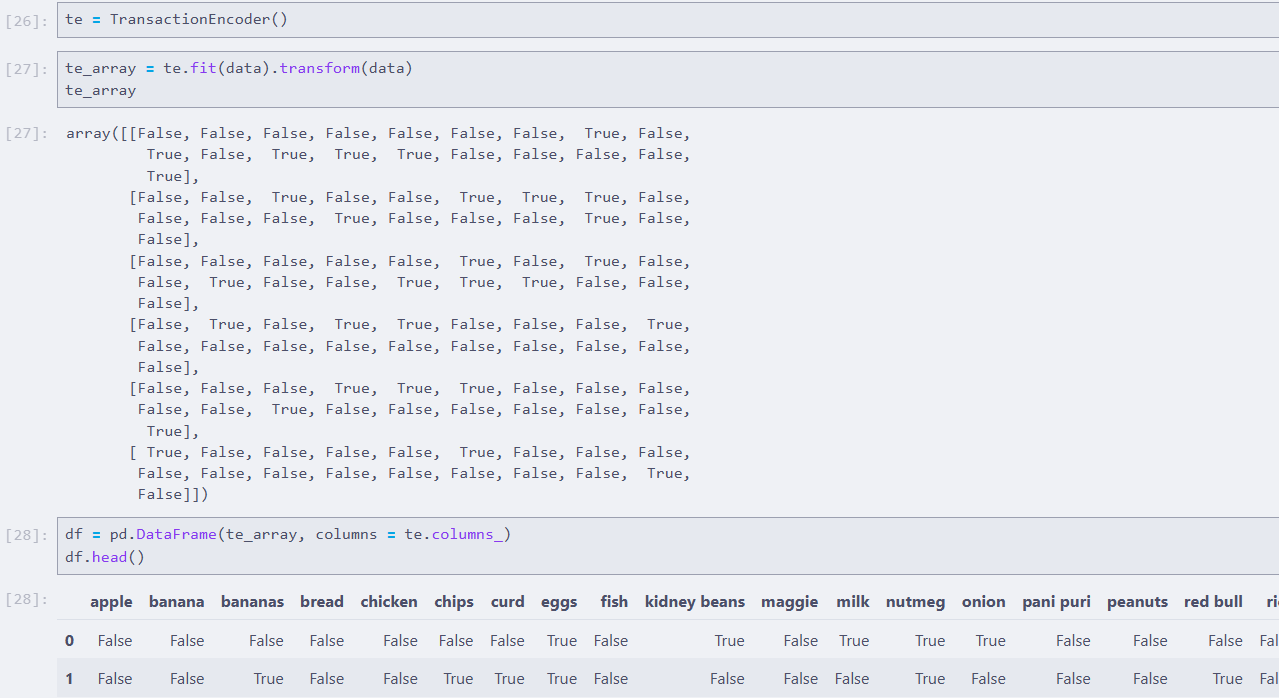 [26]: te = TransactionEncoder()
[27]: te_array = te.fit(data).transform(data)
te_array
[27]: array([[False, False, False, False, False, False, False,  True, False,
True, False,  True,  True,  True, False, False, False, False,
True],
[False, False,  True, False, False,  True,  True,  True, False,
False, False, False,  True, False, False, False,  True, False,
False],
[False, False, False, False, False,  True, False,  True, False,
False,  True, False, False,  True,  True,  True, False, False,
False],
[False,  True, False,  True,  True, False, False, False,  True,
False, False, False, False, False, False, False, False, False,
False],
[False, False, False,  True,  True,  True, False, False, False,
False, False,  True, False, False, False, False, False, False,
True],
[ True, False, False, False, False,  True, False, False, False,
False, False, False, False, False, False, False, False,  True,
False]])
[28]: df = pd.DataFrame(te_array, columns = te.columns_)
df.head()
[28]: apple banana bananas bread chicken chips curd eggs fish kidney beans maggie milk nutmeg onion pani puri peanuts red bull
0 False False False False False False False True False True False True True True False False False Fal
1 False False True False False True True True False False False False True False False False True Fal